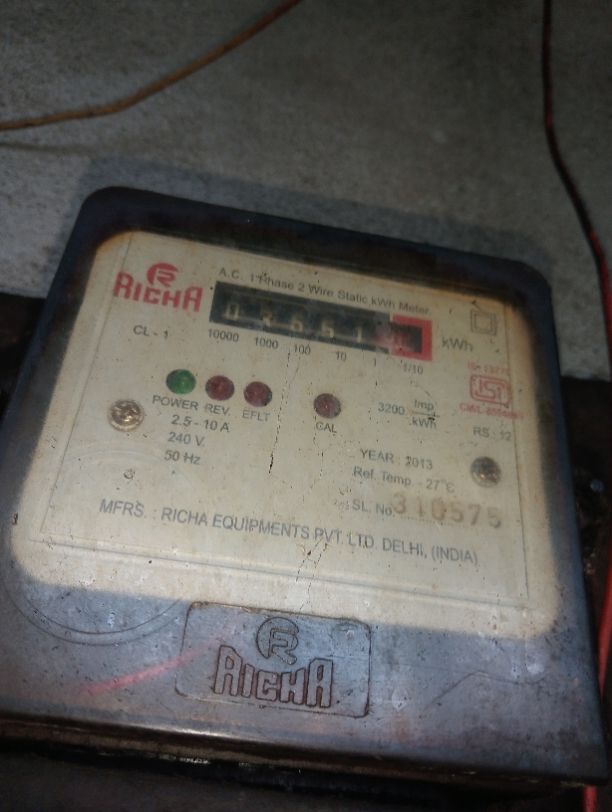 RICHA
A.C. 1 Phase 2 Wire Static kWh Meter
kWh
CL - 1
10000 1000 100 10 1 1/10
POWER REV. EFLT
CAL
3200 Imp
kWh
2.5 - 10 A
240 V.
50 Hz
RS : 12
YEAR : 2013
Ref. Temp. - 27°C
SL. No. 310575
MFRS. : RICHA EQUIPMENTS PVT. LTD. DELHI, (INDIA)
RICHA